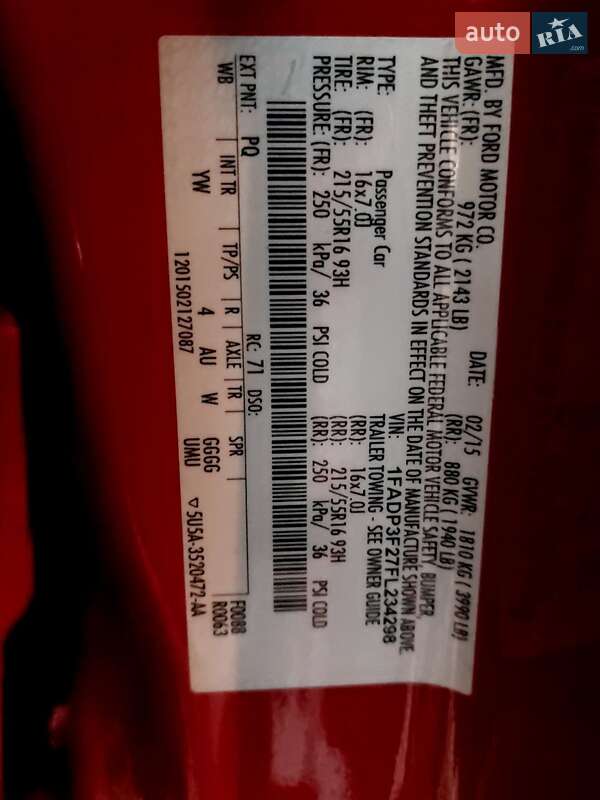 auto RIA.com
MFD. BY FORD MOTOR CO.
DATE: 02/15 GVWR: 1810 KG ( 3990 LB)
GAWR: (FR): 972 KG ( 2143 LB) (RR): 880 KG ( 1940 LB)
THIS VEHICLE CONFORMS TO ALL APPLICABLE FEDERAL MOTOR VEHICLE SAFETY, BUMPER,
AND THEFT PREVENTION STANDARDS IN EFFECT ON THE DATE OF MANUFACTURE SHOWN ABOVE.
VIN: 1FADP3F27FL234298
TYPE: Passenger Car TRAILER TOWING - SEE OWNER GUIDE
RIM: (FR): 16x7.0J (RR): 16x7.0J
TIRE: (FR): 215/55R16 93H (RR): 215/55R16 93H
PRESSURE: (FR): 250 kPa/ 36 PSI COLD (RR): 250 kPa/ 36 PSI COLD
EXT PNT: PQ RC: 71 DSO: F0088
WB INT TR TP/PS R AXLE TR SPR R0063
YW 4 AU W GGGG
UMU
1201502127087 ▽5U5A-3520472-AA